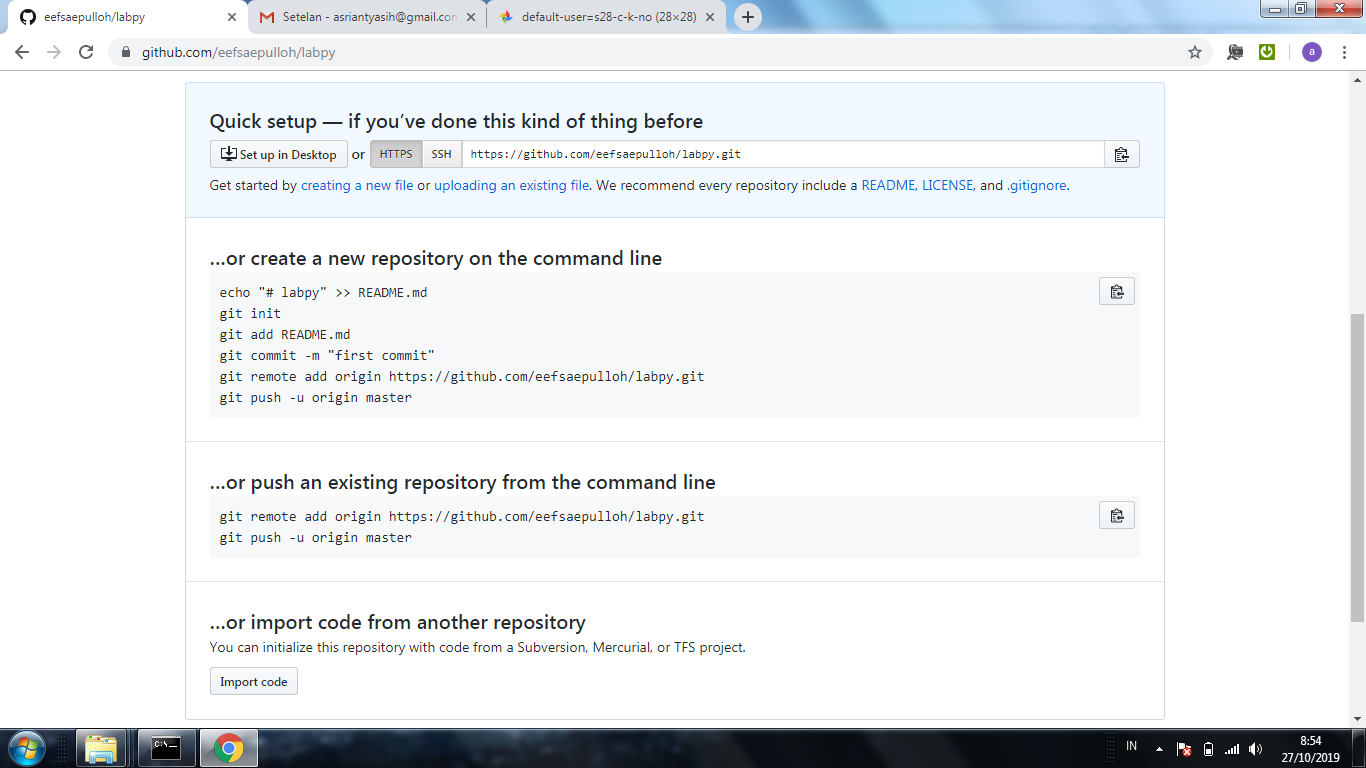 eefsaepulloh/labpy
Setelan - asriantyasih@gmail.con
default-user=s28-c-k-no (28×28)
github.com/eefsaepulloh/labpy
a
Quick setup — if you’ve done this kind of thing before
Set up in Desktop or HTTPS SSH https://github.com/eefsaepulloh/labpy.git
Get started by creating a new file or uploading an existing file. We recommend every repository include a README, LICENSE, and .gitignore.
…or create a new repository on the command line
echo "# labpy" >> README.md
git init
git add README.md
git commit -m "first commit"
git remote add origin https://github.com/eefsaepulloh/labpy.git
git push -u origin master
…or push an existing repository from the command line
git remote add origin https://github.com/eefsaepulloh/labpy.git
git push -u origin master
…or import code from another repository
You can initialize this repository with code from a Subversion, Mercurial, or TFS project.
Import code
C:\
IN
8:54
27/10/2019